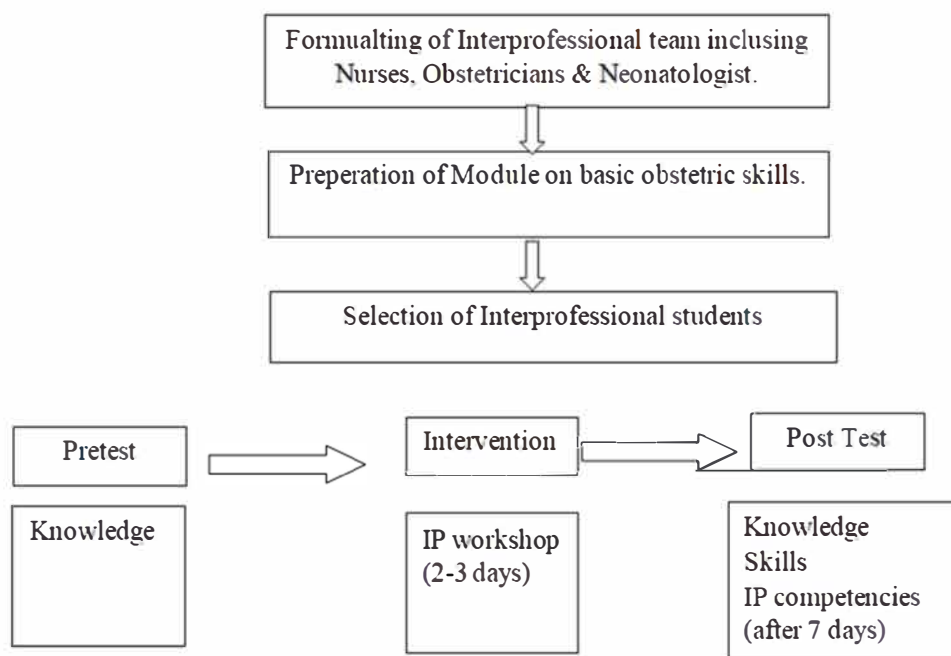 Formualting of Interprofessional team inclusing
Nurses, Obstetricians & Neonatologist.
Preperation of Module on basic obstetric skills.
Selection of Interprofessional students
Pretest
Intervention
Post Test
Knowledge
IP workshop
(2-3 days)
Knowledge
Skills
IP competencies
(after 7 days)